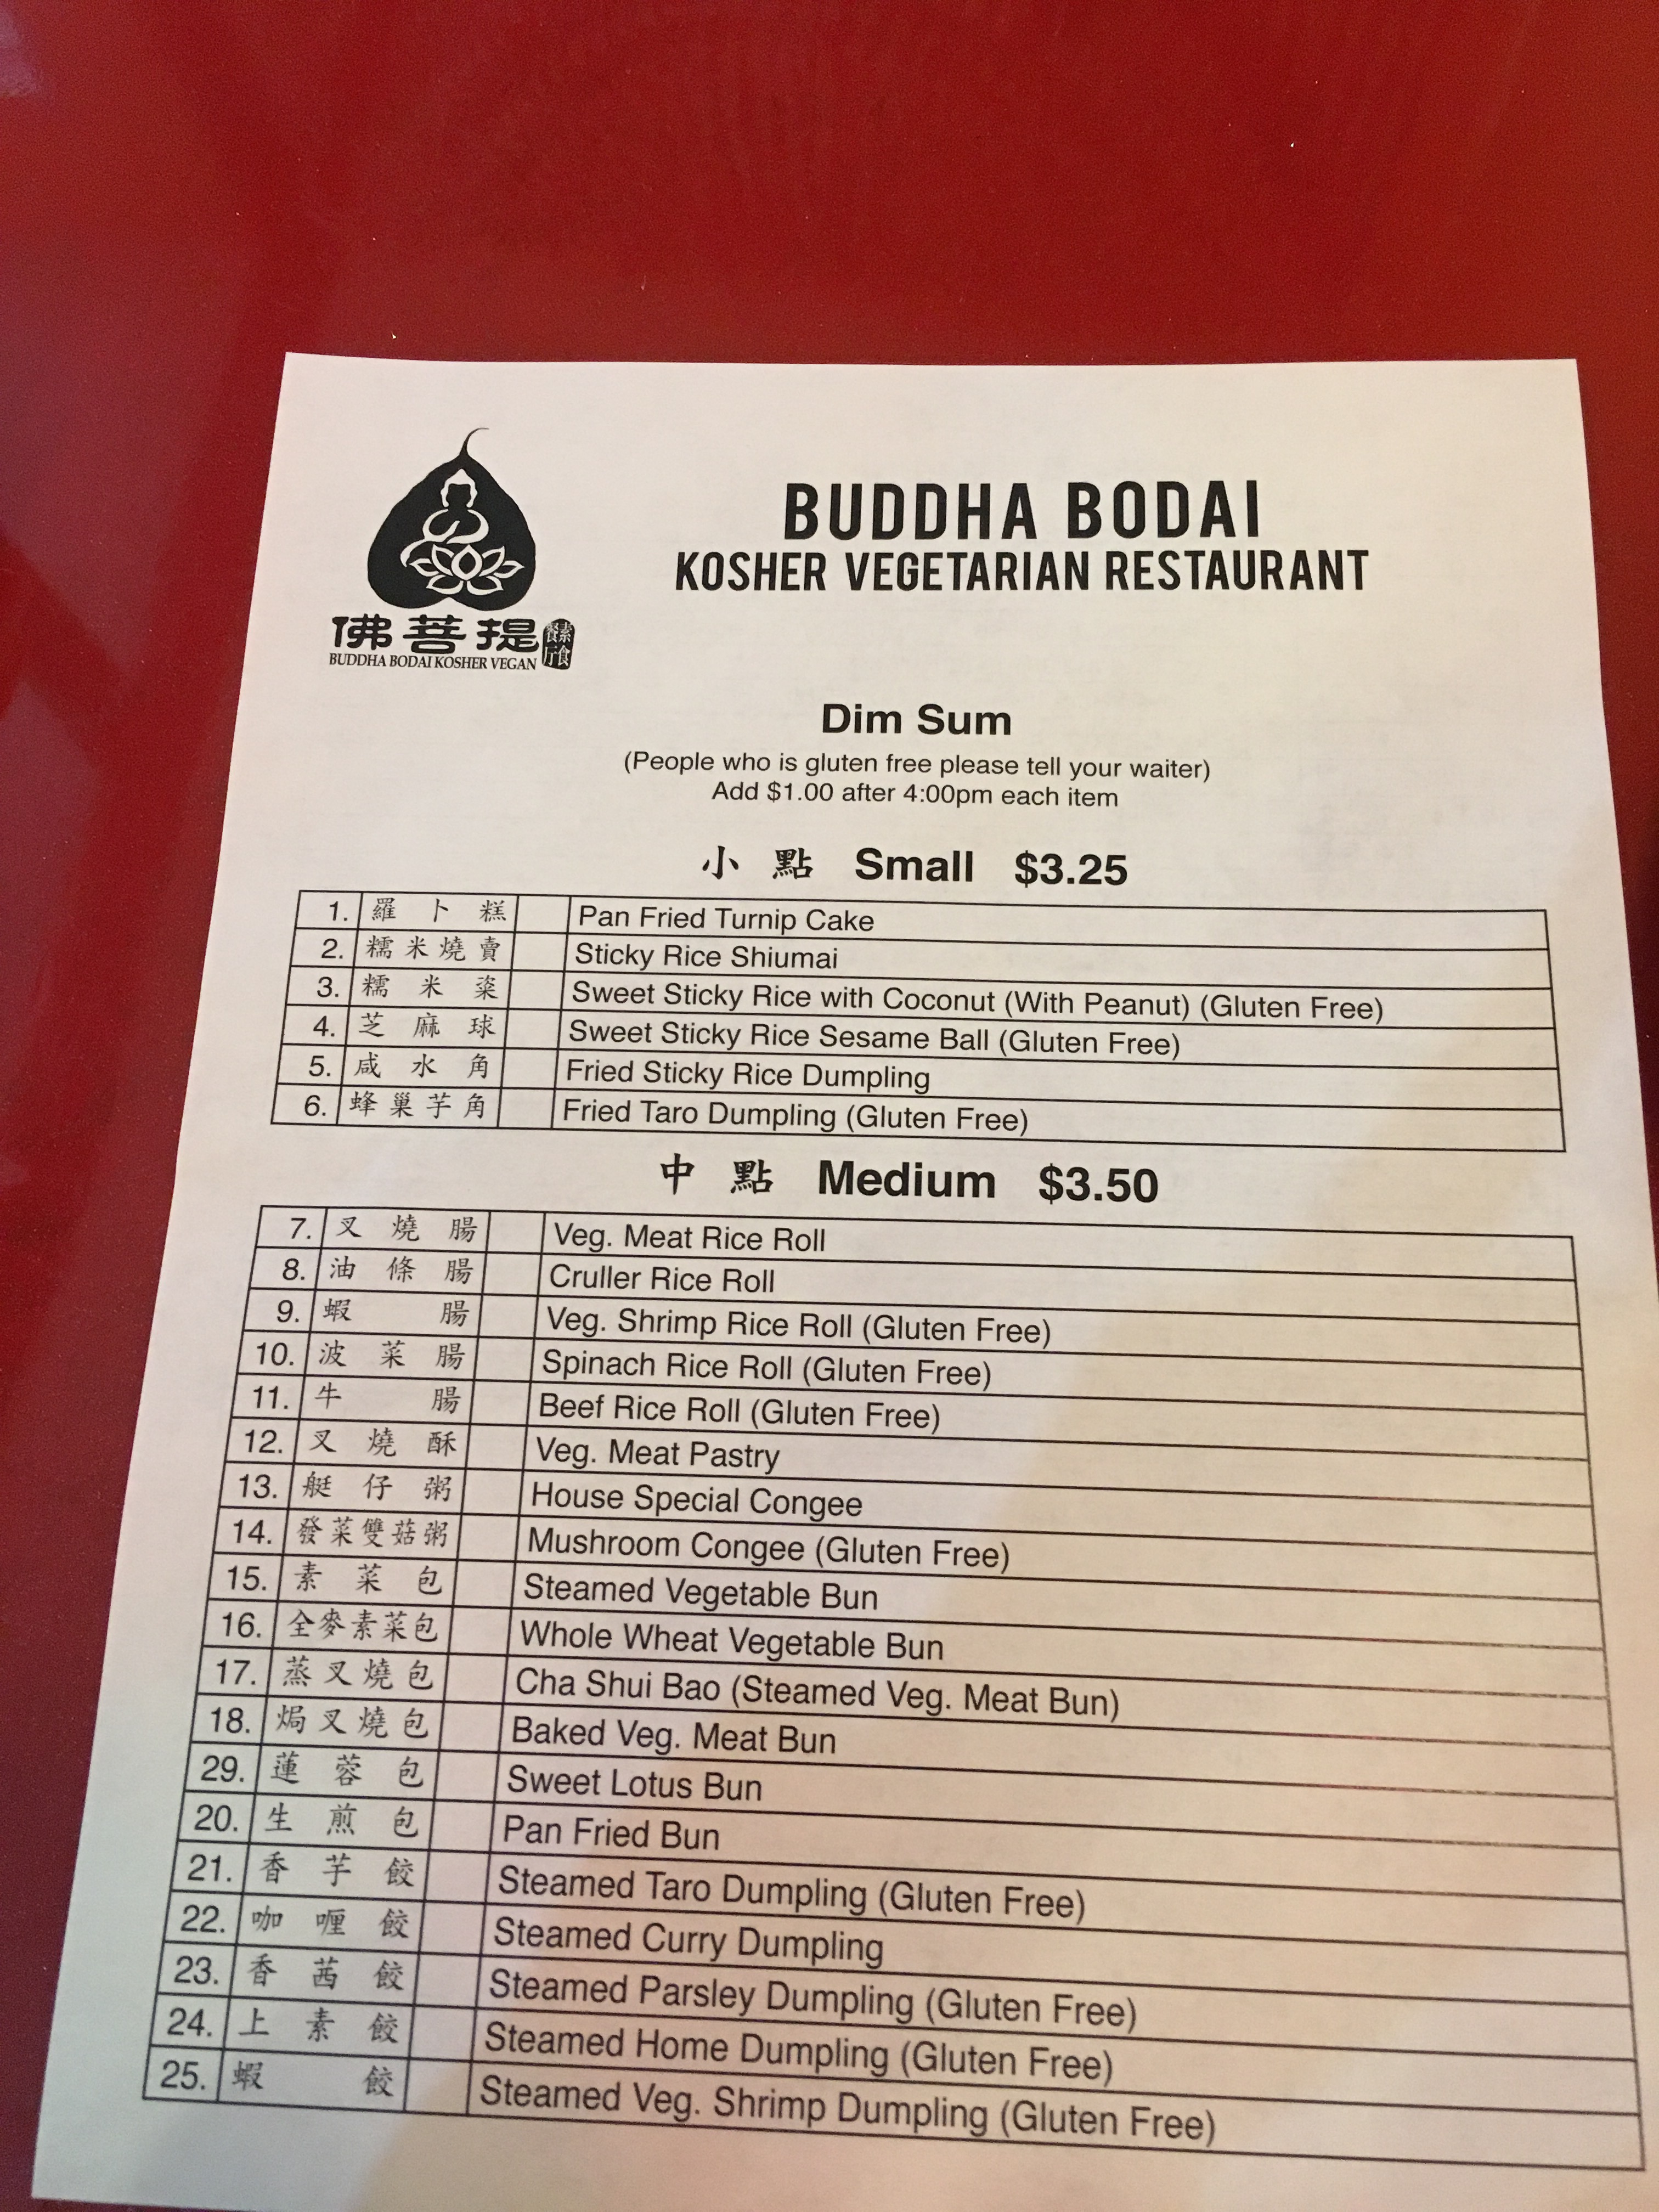 佛菩提 素食餐厅
BUDDHA BODAI KOSHER VEGAN
BUDDHA BODAI
KOSHER VEGETARIAN RESTAURANT
Dim Sum
(People who is gluten free please tell your waiter)
Add $1.00 after 4:00pm each item
小 點 Small $3.25
1. 羅卜糕 Pan Fried Turnip Cake
2. 糯米燒賣 Sticky Rice Shiumai
3. 糯米粢 Sweet Sticky Rice with Coconut (With Peanut) (Gluten Free)
4. 芝麻球 Sweet Sticky Rice Sesame Ball (Gluten Free)
5. 咸水角 Fried Sticky Rice Dumpling
6. 蜂巢芋角 Fried Taro Dumpling (Gluten Free)
中 點 Medium $3.50
7. 叉燒腸 Veg. Meat Rice Roll
8. 油條腸 Cruller Rice Roll
9. 蝦腸 Veg. Shrimp Rice Roll (Gluten Free)
10. 波菜腸 Spinach Rice Roll (Gluten Free)
11. 牛腸 Beef Rice Roll (Gluten Free)
12. 叉燒酥 Veg. Meat Pastry
13. 艇仔粥 House Special Congee
14. 發菜雙菇粥 Mushroom Congee (Gluten Free)
15. 素菜包 Steamed Vegetable Bun
16. 全麥素菜包 Whole Wheat Vegetable Bun
17. 蒸叉燒包 Cha Shui Bao (Steamed Veg. Meat Bun)
18. 焗叉燒包 Baked Veg. Meat Bun
29. 蓮蓉包 Sweet Lotus Bun
20. 生煎包 Pan Fried Bun
21. 香芋餃 Steamed Taro Dumpling (Gluten Free)
22. 咖喱餃 Steamed Curry Dumpling
23. 香茜餃 Steamed Parsley Dumpling (Gluten Free)
24. 上素餃 Steamed Home Dumpling (Gluten Free)
25. 蝦餃 Steamed Veg. Shrimp Dumpling (Gluten Free)